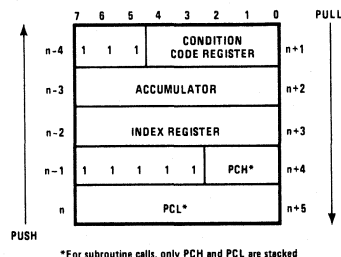 7 6 5 4 3 2 1 0 PULL
n-4 1 1 1 CONDITION CODE REGISTER n+1
n-3 ACCUMULATOR n+2
n-2 INDEX REGISTER n+3
n-1 1 1 1 1 1 PCH* n+4
n PCL* n+5
PUSH
*For subroutine calls, only PCH and PCL are stacked